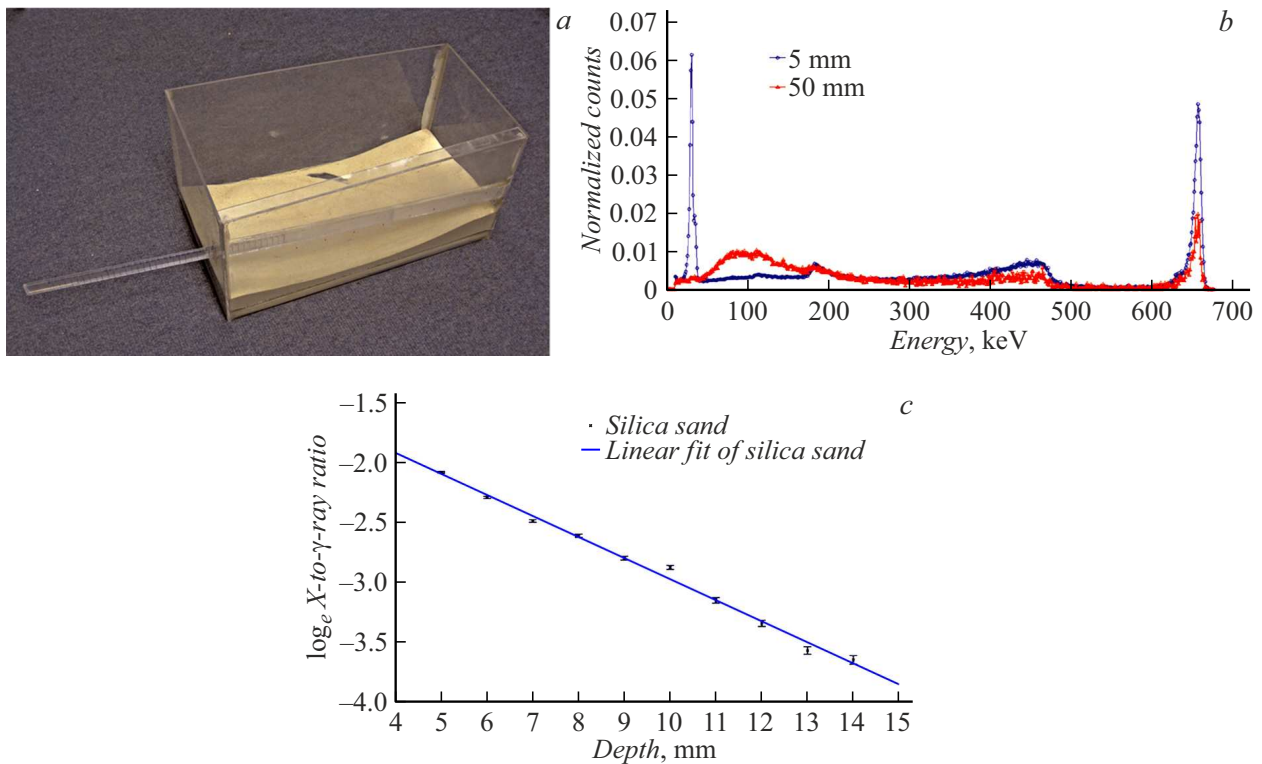 a
b
0.07
0.06
0.05
0.04
0.03
0.02
0.01
0
Normalized counts
5 mm
50 mm
0 100 200 300 400 500 600 700
Energy, keV
c
–1.5
–2.0
–2.5
–3.0
–3.5
–4.0
logₑ X-to-γ-ray ratio
Silica sand
Linear fit of silica sand
4 5 6 7 8 9 10 11 12 13 14 15
Depth, mm